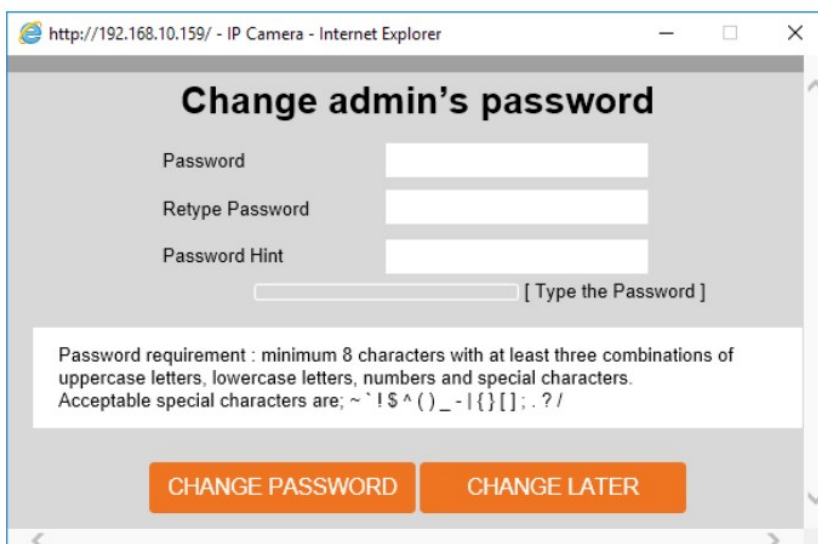 http://192.168.10.159/ - IP Camera - Internet Explorer
Change admin’s password
Password
Retype Password
Password Hint
[ Type the Password ]
Password requirement : minimum 8 characters with at least three combinations of
uppercase letters, lowercase letters, numbers and special characters.
Acceptable special characters are; ~ ` ! $ ^ ( ) _ - | { } [ ] ; . ? /
CHANGE PASSWORD CHANGE LATER